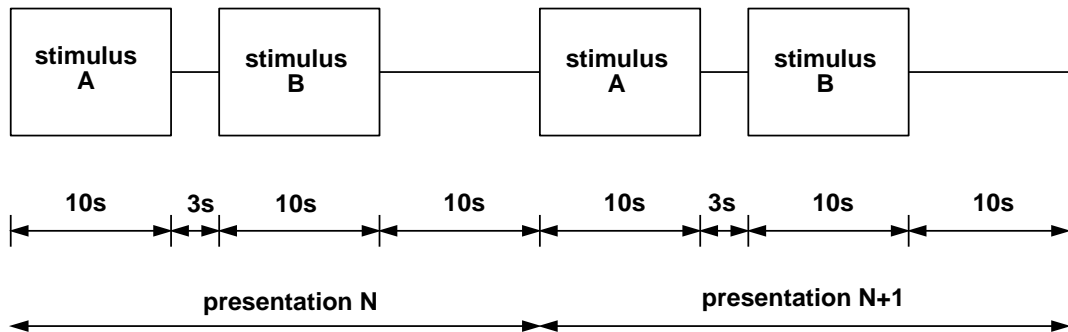 stimulus
A
stimulus
B
stimulus
A
stimulus
B
10s
3s
10s
10s
10s
3s
10s
10s
presentation N
presentation N+1